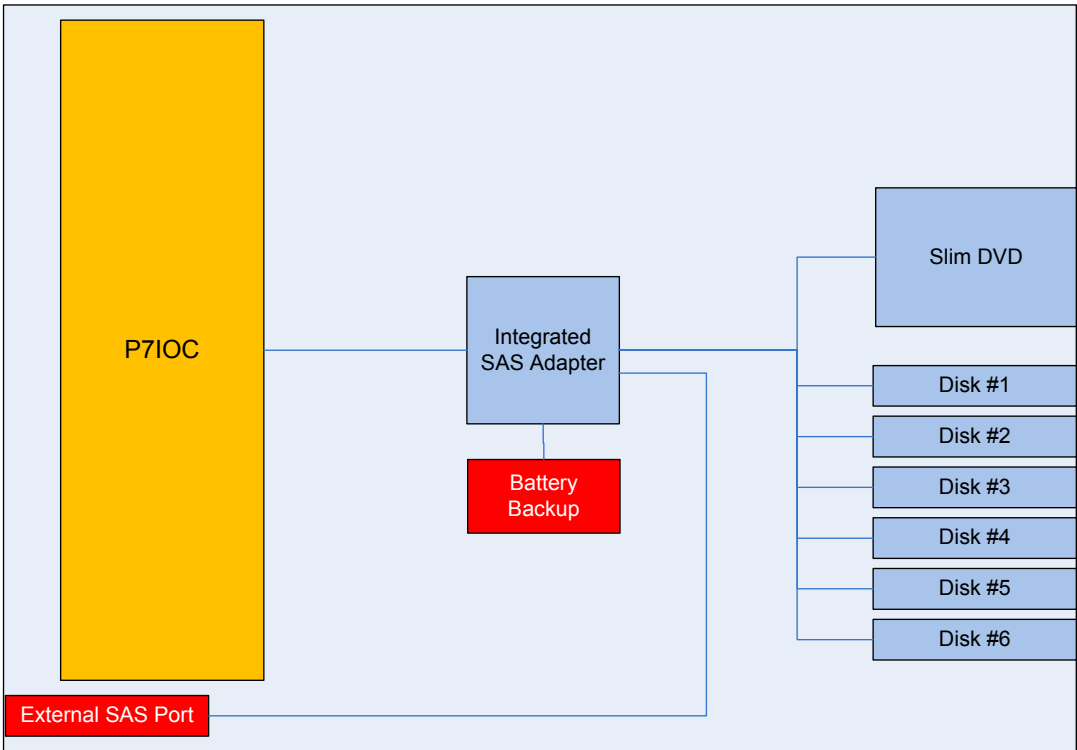 P7IOC
Integrated
SAS Adapter
Battery
Backup
External SAS Port
Slim DVD
Disk #1
Disk #2
Disk #3
Disk #4
Disk #5
Disk #6